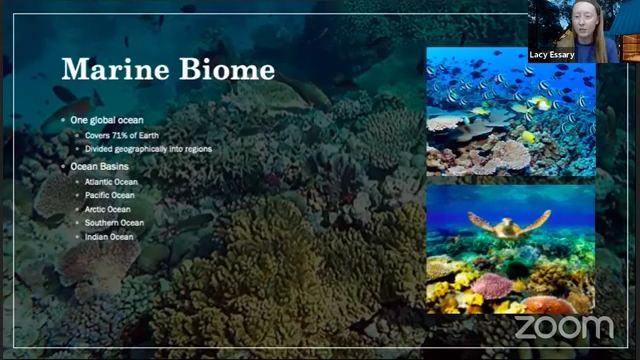 Lacy Essary
Marine Biome
One global ocean
Covers 71% of Earth
Divided geographically into regions
Ocean Basins
Atlantic Ocean
Pacific Ocean
Arctic Ocean
Southern Ocean
Indian Ocean
zoom